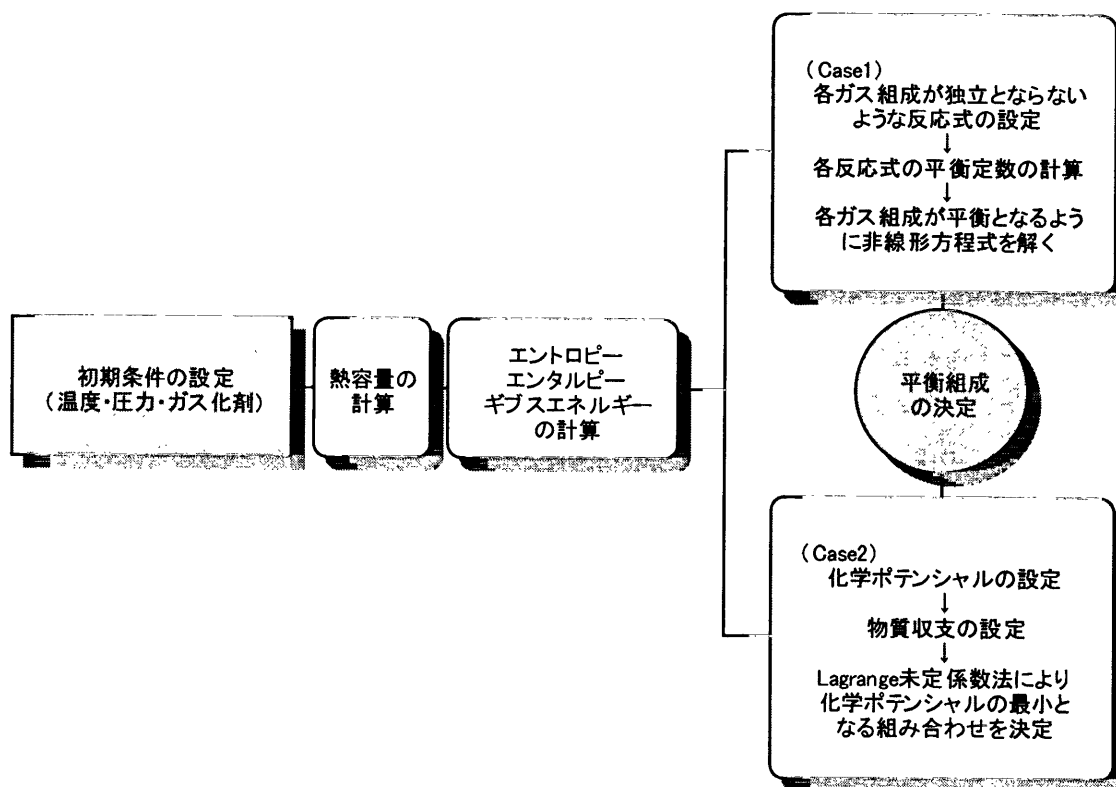 初期条件の設定
(温度・圧力・ガス化剤)
熱容量の
計算
エントロピー
エンタルピー
ギブスエネルギー
の計算
(Case1)
各ガス組成が独立とならない
ような反応式の設定
↓
各反応式の平衡定数の計算
↓
各ガス組成が平衡となるよう
に非線形方程式を解く
平衡組成
の決定
(Case2)
化学ポテンシャルの設定
↓
物質収支の設定
↓
Lagrange未定係数法により
化学ポテンシャルの最小と
なる組み合わせを決定